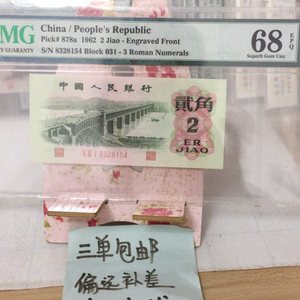 MG
Y GUARANTY
China / People's Republic
Pick# 878a 1962 2 Jiao - Engraved Front
S/N 8328154 Block 031 - 3 Roman Numerals
68
EPQ
Superb Gem Unc
中国人民银行
贰角
2
ER
JIAO
8328154
三单包邮
偏远补差